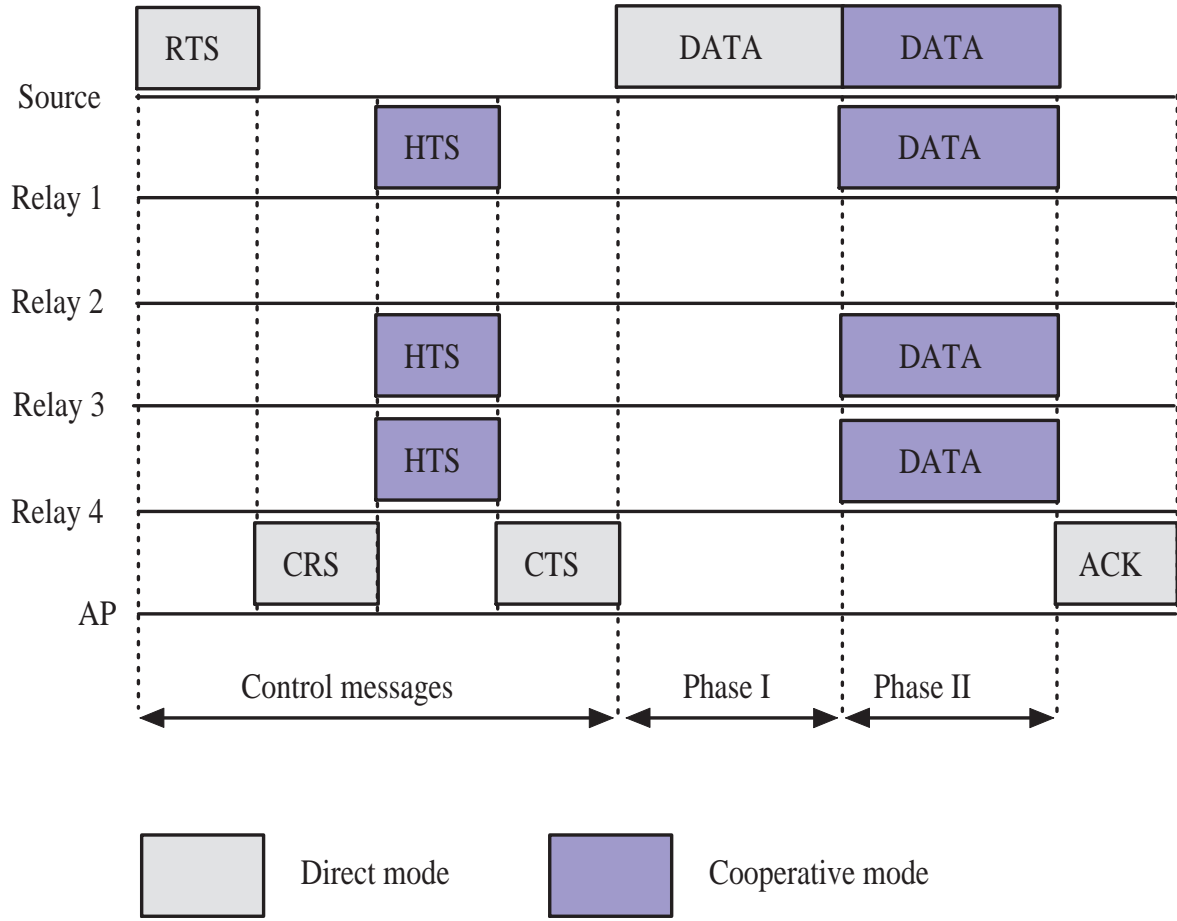 RTS
DATA
DATA
Source
HTS
DATA
Relay 1
Relay 2
HTS
DATA
Relay 3
HTS
DATA
Relay 4
CRS
CTS
ACK
AP
Control messages
Phase I
Phase II
Direct mode
Cooperative mode